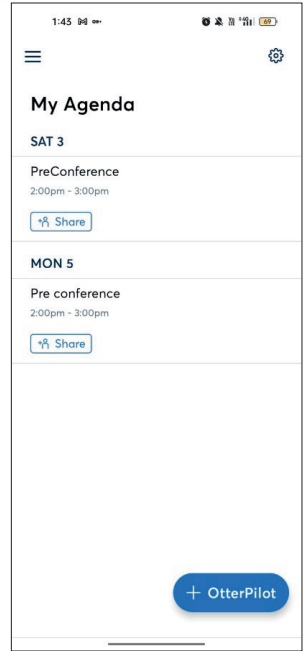 1:43
69
My Agenda
SAT 3
PreConference
2:00pm - 3:00pm
Share
MON 5
Pre conference
2:00pm - 3:00pm
Share
+ OtterPilot